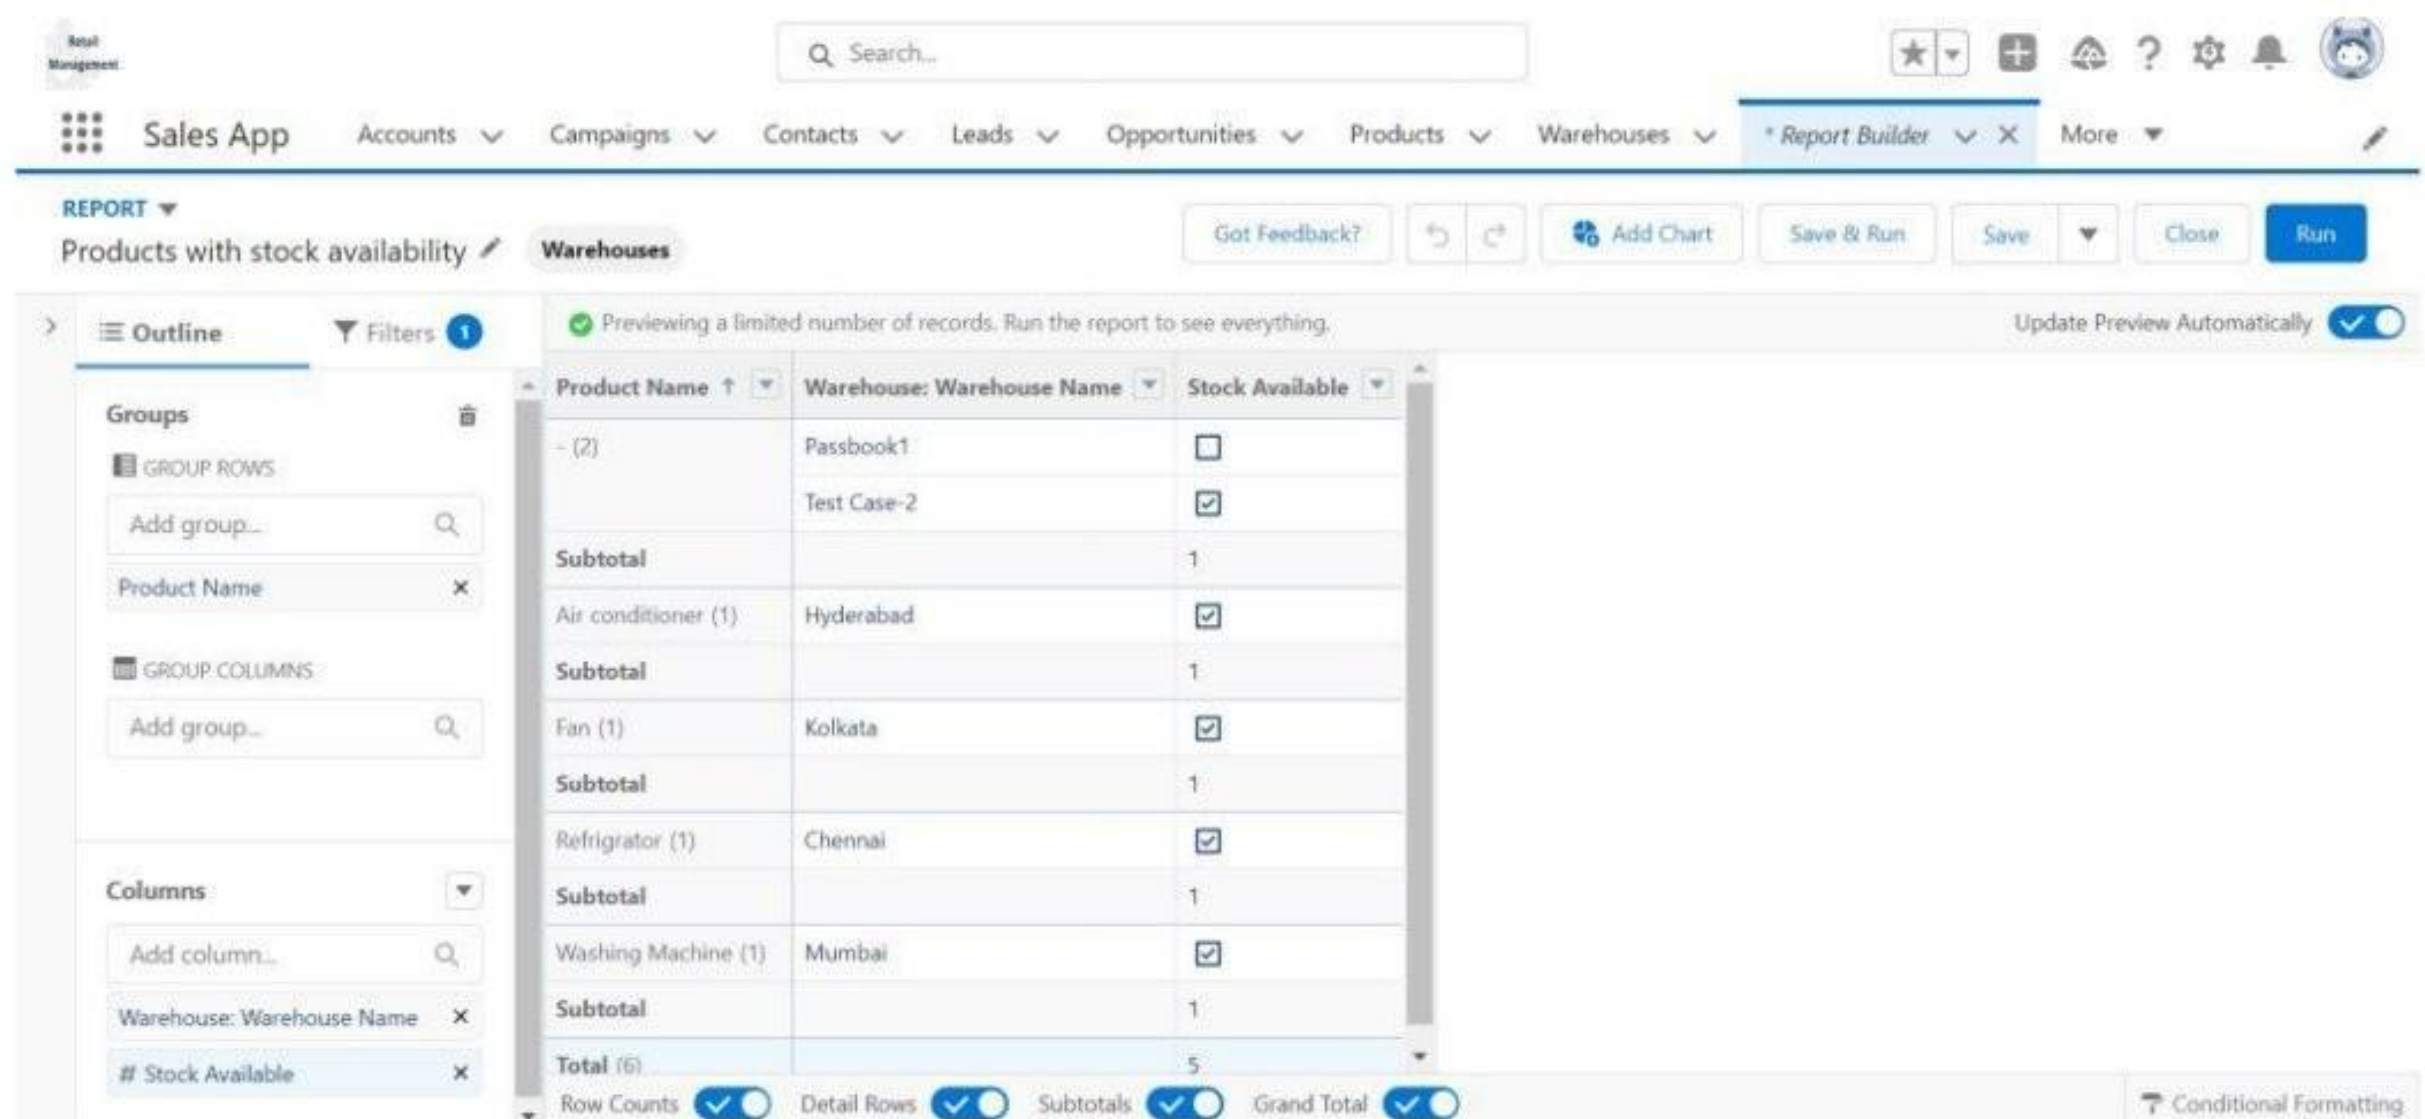 Retail
Management
Search...
Sales App Accounts Campaigns Contacts Leads Opportunities Products Warehouses * Report Builder More
REPORT
Products with stock availability Warehouses
Got Feedback? Add Chart Save & Run Save Close Run
Outline Filters 1
Previewing a limited number of records. Run the report to see everything.
Update Preview Automatically
Groups
GROUP ROWS
Add group...
Product Name
GROUP COLUMNS
Add group...
Columns
Add column...
Warehouse: Warehouse Name
# Stock Available
Product Name ↑ Warehouse: Warehouse Name Stock Available
- (2) Passbook1
Test Case-2
Subtotal 1
Air conditioner (1) Hyderabad
Subtotal 1
Fan (1) Kolkata
Subtotal 1
Refrigrator (1) Chennai
Subtotal 1
Washing Machine (1) Mumbai
Subtotal 1
Total (6) 5
Row Counts Detail Rows Subtotals Grand Total
Conditional Formatting